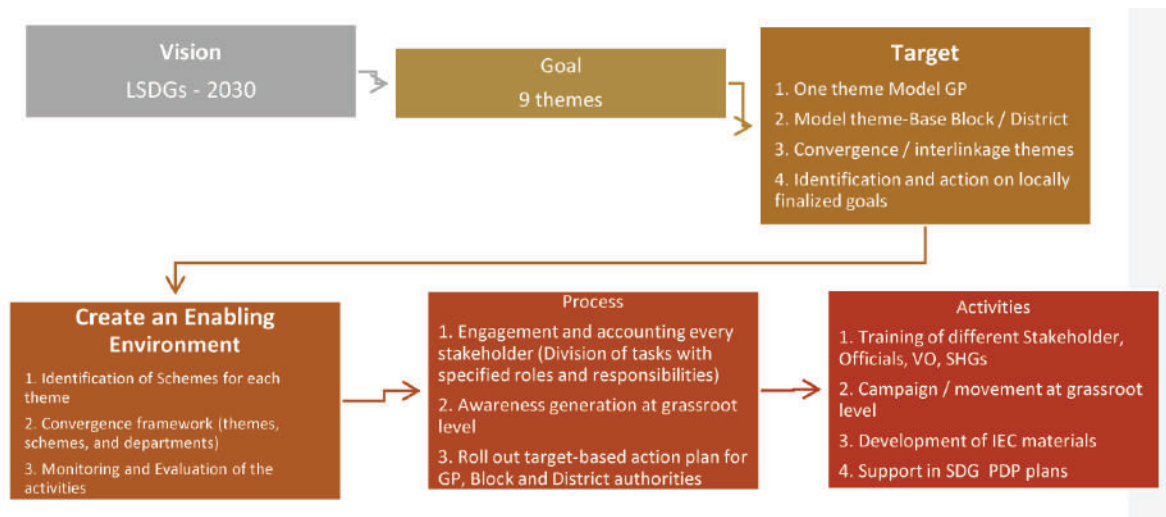 Vision
LSDGs - 2030
Goal
9 themes
Target
1. One theme Model GP
2. Model theme-Base Block / District
3. Convergence / interlinkage themes
4. Identification and action on locally
finalized goals
Create an Enabling
Environment
1. Identification of Schemes for each
theme
2. Convergence framework (themes,
schemes, and departments)
3. Monitoring and Evaluation of the
activities
Process
1. Engagement and accounting every
stakeholder (Division of tasks with
specified roles and responsibilities)
2. Awareness generation at grassroot
level
3. Roll out target-based action plan for
GP, Block and District authorities
Activities
1. Training of different Stakeholder,
Officials, VO, SHGs
2. Campaign / movement at grassroot
level
3. Development of IEC materials
4. Support in SDG PDP plans